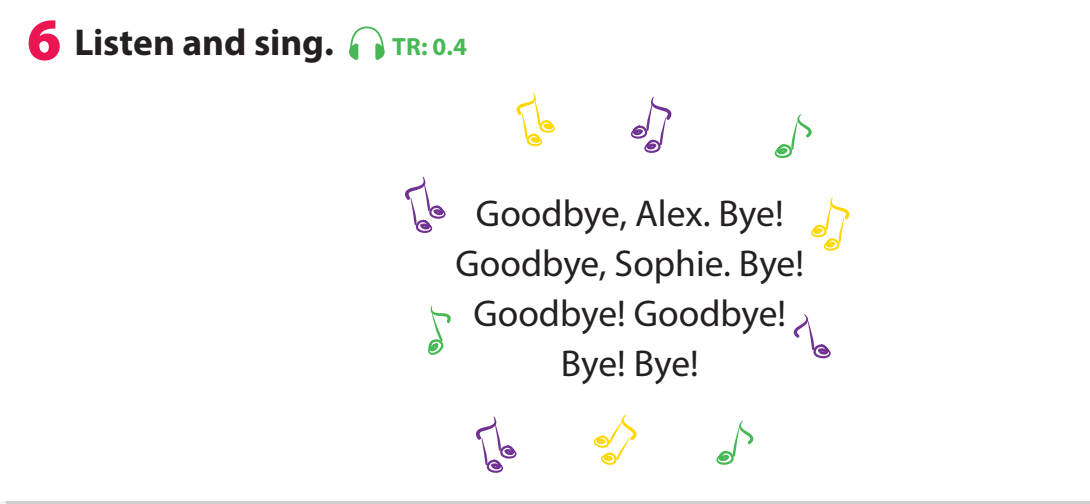 6 Listen and sing. TR: 0.4
Goodbye, Alex. Bye!
Goodbye, Sophie. Bye!
Goodbye! Goodbye!
Bye! Bye!